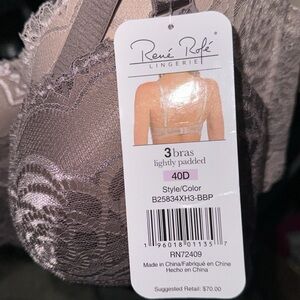 René Rofé
LINGERIE
3 bras
lightly padded
40D
Style/Color
B25834XH3-BBP
1 96018 01135 7
RN72409
Made in China/Fabriqué en Chine
Hecho en China
Suggested Retail: $70.00